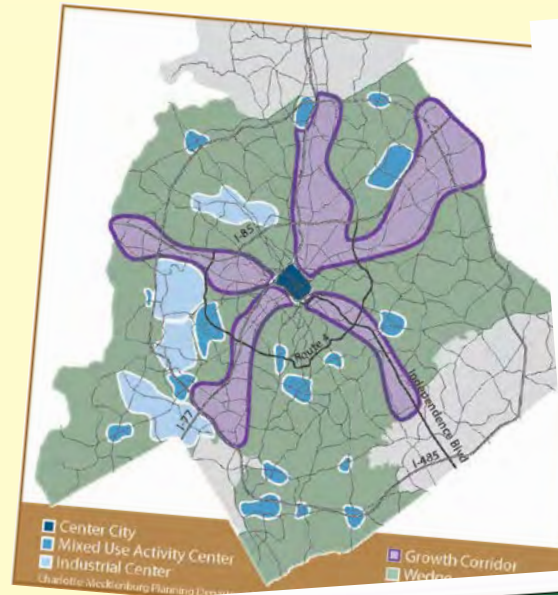 I-85
Route 4
Independence Blvd
I-77
I-485
Center City
Mixed Use Activity Center
Industrial Center
Charlotte Mecklenburg Planning
Growth Corridor
Wedge